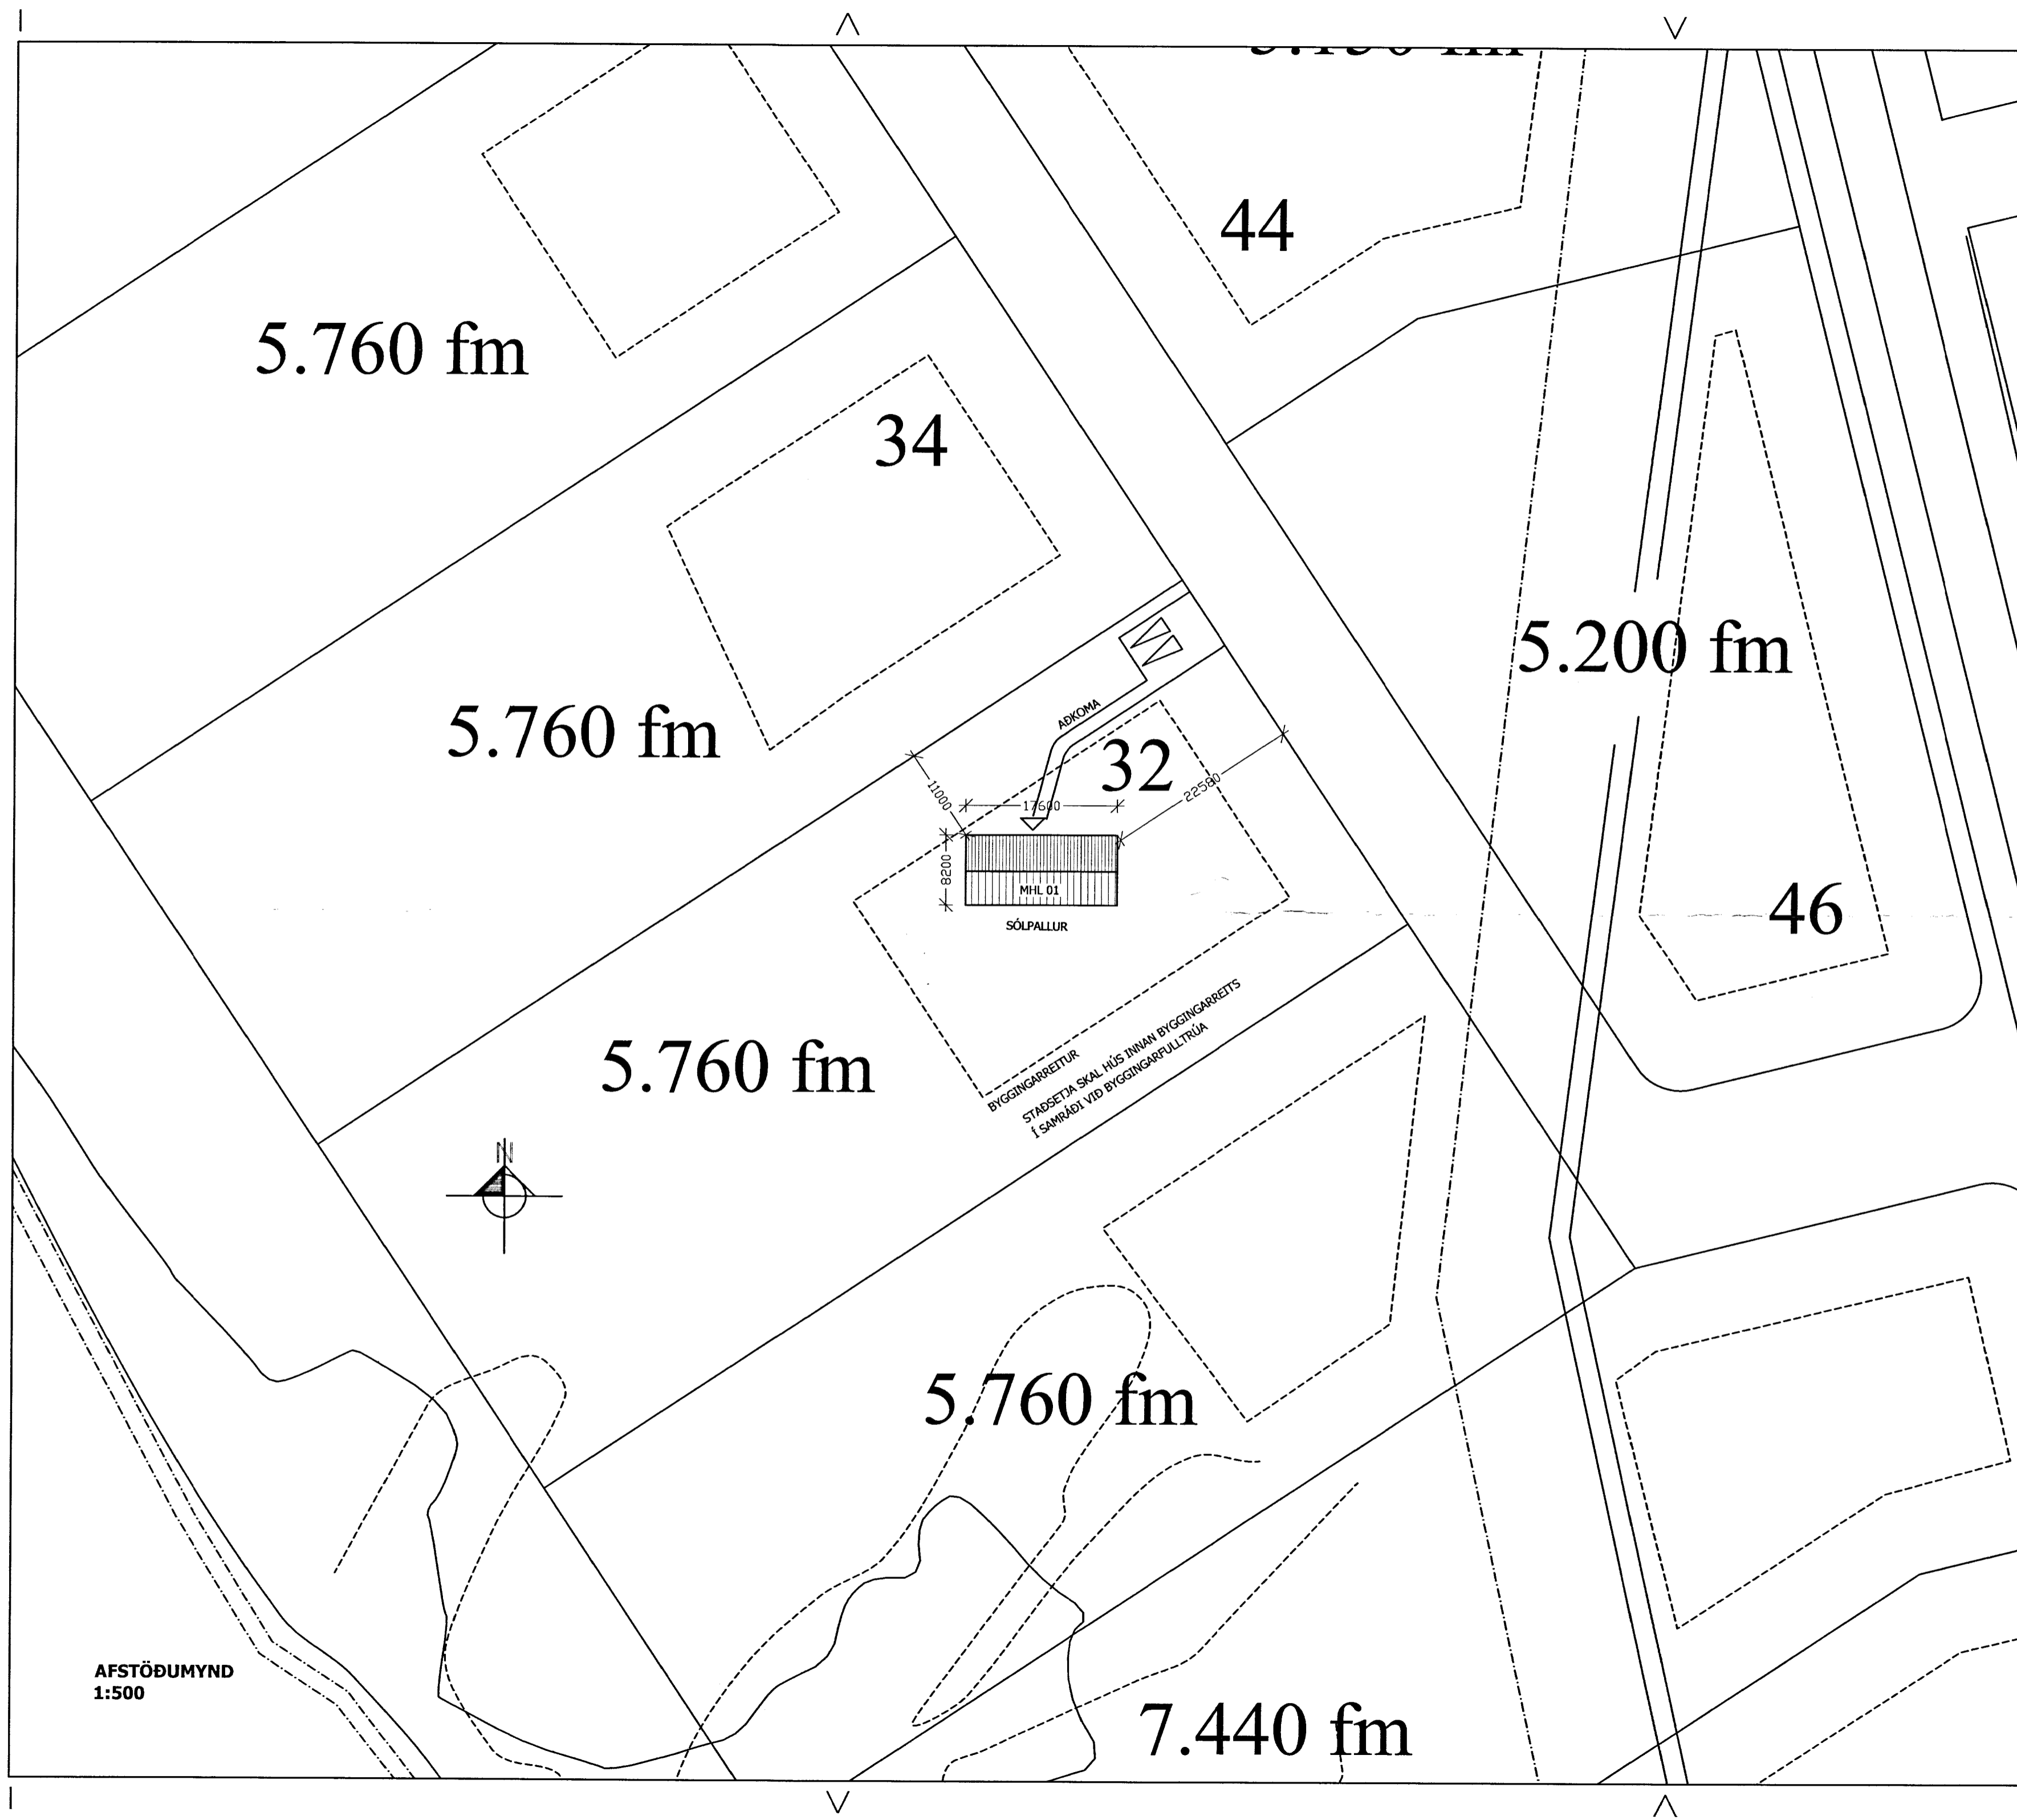 44
5.760 fm
34
5.200 fm
AÐKOMA
5.760 fm
32
11000
17600
22580
8200
MHL 01
46
SÓLPALLUR
5.760 fm
BYGGINGARREITUR
STAÐSETJA SKAL HÚS INNAN BYGGINGARREITS
Í SAMRÁÐI VIÐ BYGGINGARFULLTRÚA
N
5.760 fm
AFSTÖÐUMYND
1:500
7.440 fm